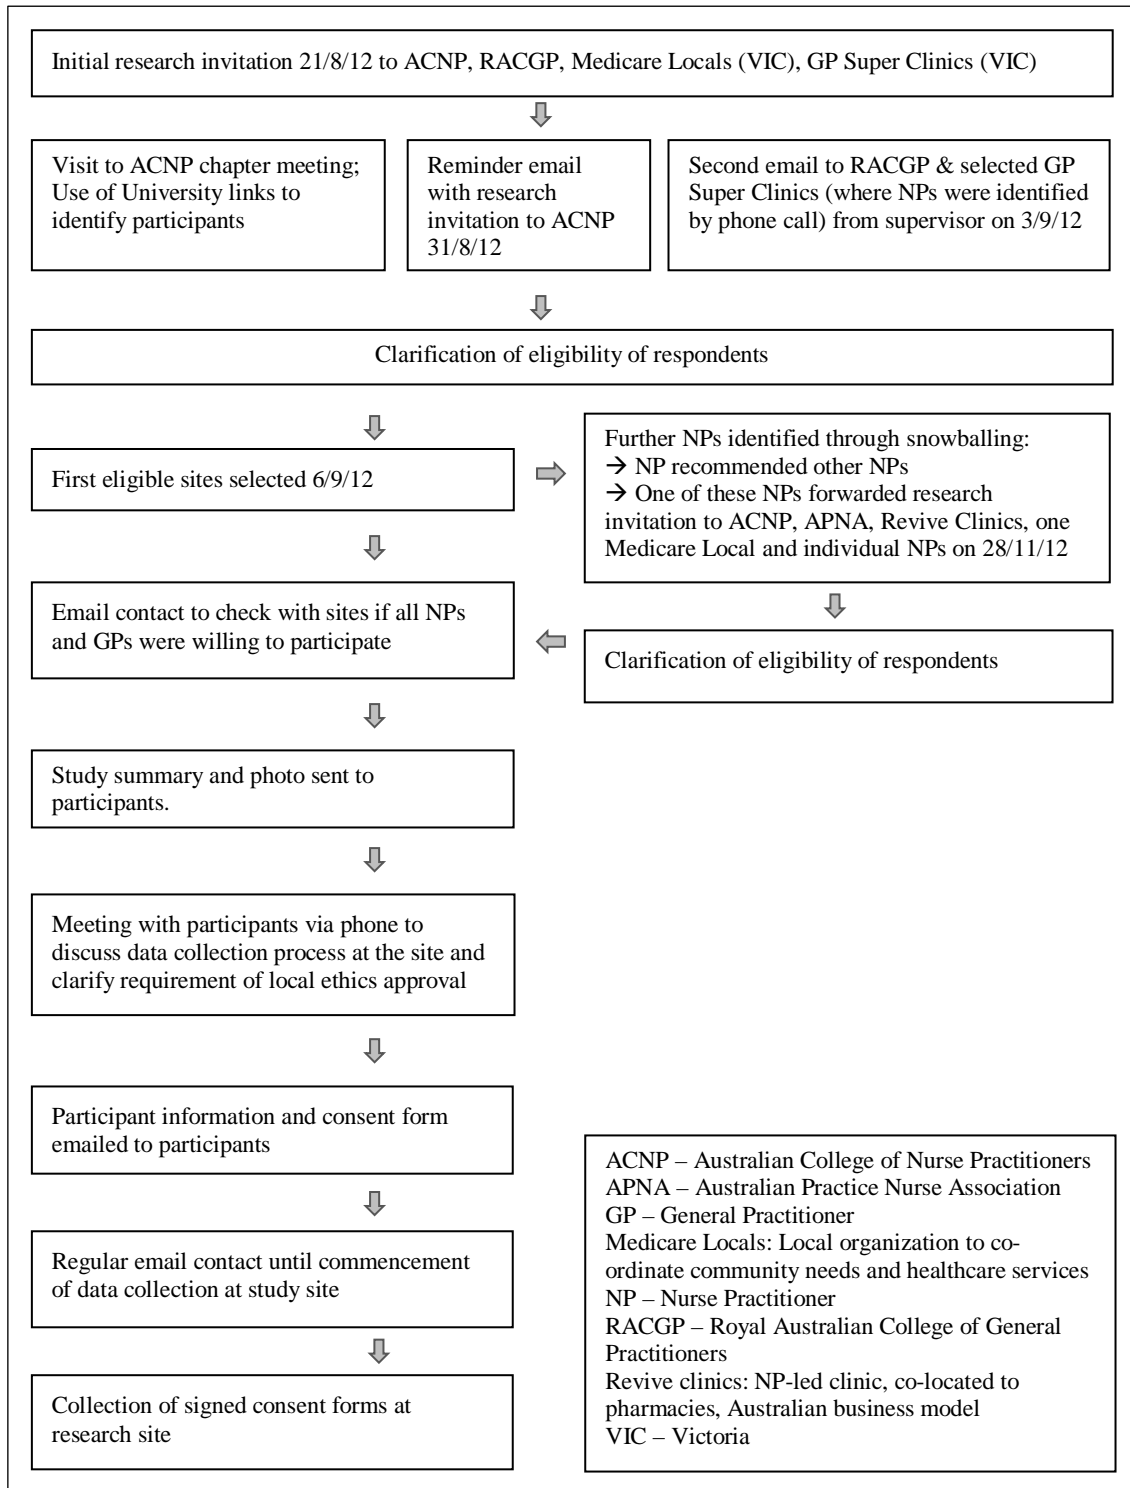 Initial research invitation 21/8/12 to ACNP, RACGP, Medicare Locals (VIC), GP Super Clinics (VIC)
Visit to ACNP chapter meeting;
Use of University links to
identify participants
Reminder email
with research
invitation to ACNP
31/8/12
Second email to RACGP & selected GP
Super Clinics (where NPs were identified
by phone call) from supervisor on 3/9/12
Clarification of eligibility of respondents
First eligible sites selected 6/9/12
Further NPs identified through snowballing:
→ NP recommended other NPs
→ One of these NPs forwarded research
invitation to ACNP, APNA, Revive Clinics, one
Medicare Local and individual NPs on 28/11/12
Email contact to check with sites if all NPs
and GPs were willing to participate
Clarification of eligibility of respondents
Study summary and photo sent to
participants.
Meeting with participants via phone to
discuss data collection process at the site and
clarify requirement of local ethics approval
Participant information and consent form
emailed to participants
Regular email contact until commencement
of data collection at study site
Collection of signed consent forms at
research site
ACNP – Australian College of Nurse Practitioners
APNA – Australian Practice Nurse Association
GP – General Practitioner
Medicare Locals: Local organization to co-
ordinate community needs and healthcare services
NP – Nurse Practitioner
RACGP – Royal Australian College of General
Practitioners
Revive clinics: NP-led clinic, co-located to
pharmacies, Australian business model
VIC – Victoria